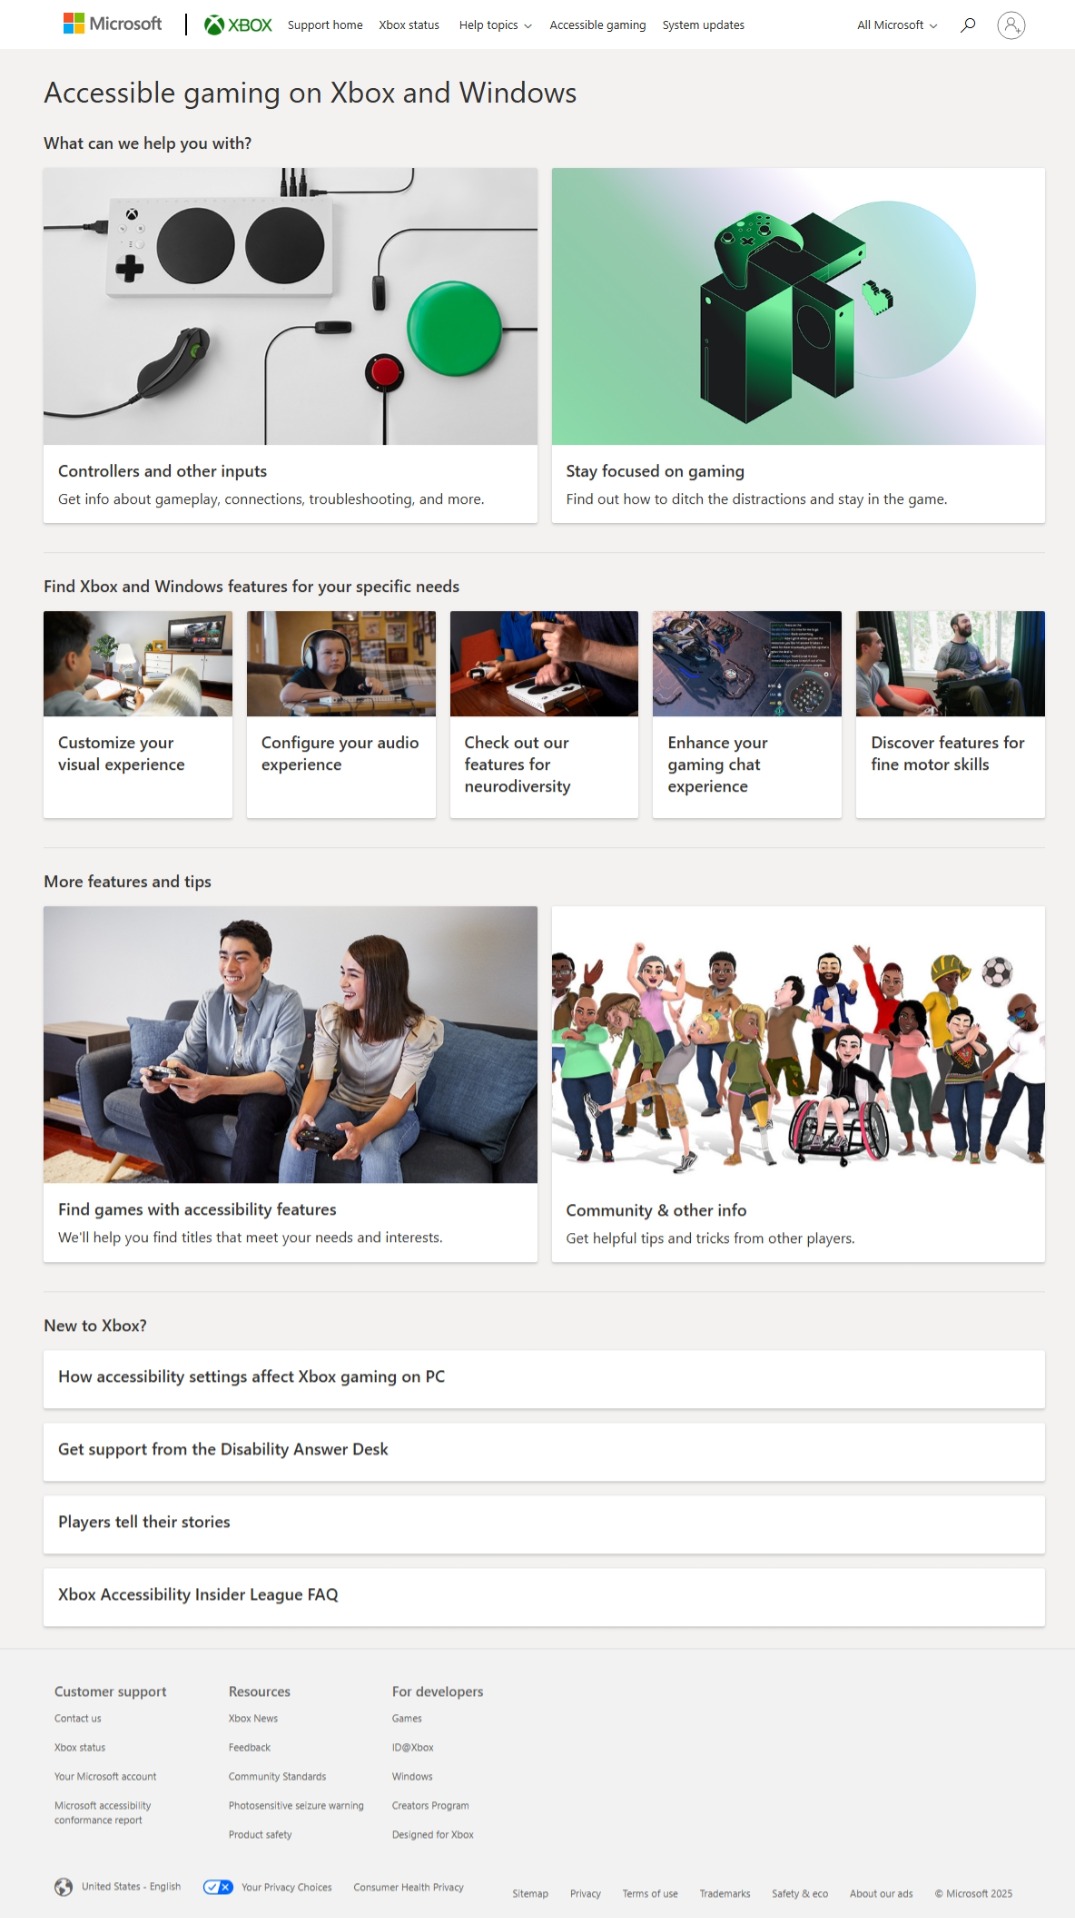 Microsoft
XBOX
Support home
Xbox status
Help topics
Accessible gaming
System updates
All Microsoft
Accessible gaming on Xbox and Windows
What can we help you with?
Controllers and other inputs
Get info about gameplay, connections, troubleshooting, and more.
Stay focused on gaming
Find out how to ditch the distractions and stay in the game.
Find Xbox and Windows features for your specific needs
Customize your
visual experience
Configure your audio
experience
Check out our
features for
neurodiversity
Enhance your
gaming chat
experience
Discover features for
fine motor skills
More features and tips
Find games with accessibility features
We'll help you find titles that meet your needs and interests.
Community & other info
Get helpful tips and tricks from other players.
New to Xbox?
How accessibility settings affect Xbox gaming on PC
Get support from the Disability Answer Desk
Players tell their stories
Xbox Accessibility Insider League FAQ
Customer support
Contact us
Xbox status
Your Microsoft account
Microsoft accessibility
conformance report
Resources
Xbox News
Feedback
Community Standards
Photosensitive seizure warning
Product safety
For developers
Games
ID@Xbox
Windows
Creators Program
Designed for Xbox
United States - English
Your Privacy Choices
Consumer Health Privacy
Sitemap
Privacy
Terms of use
Trademarks
Safety & eco
About our ads
© Microsoft 2025